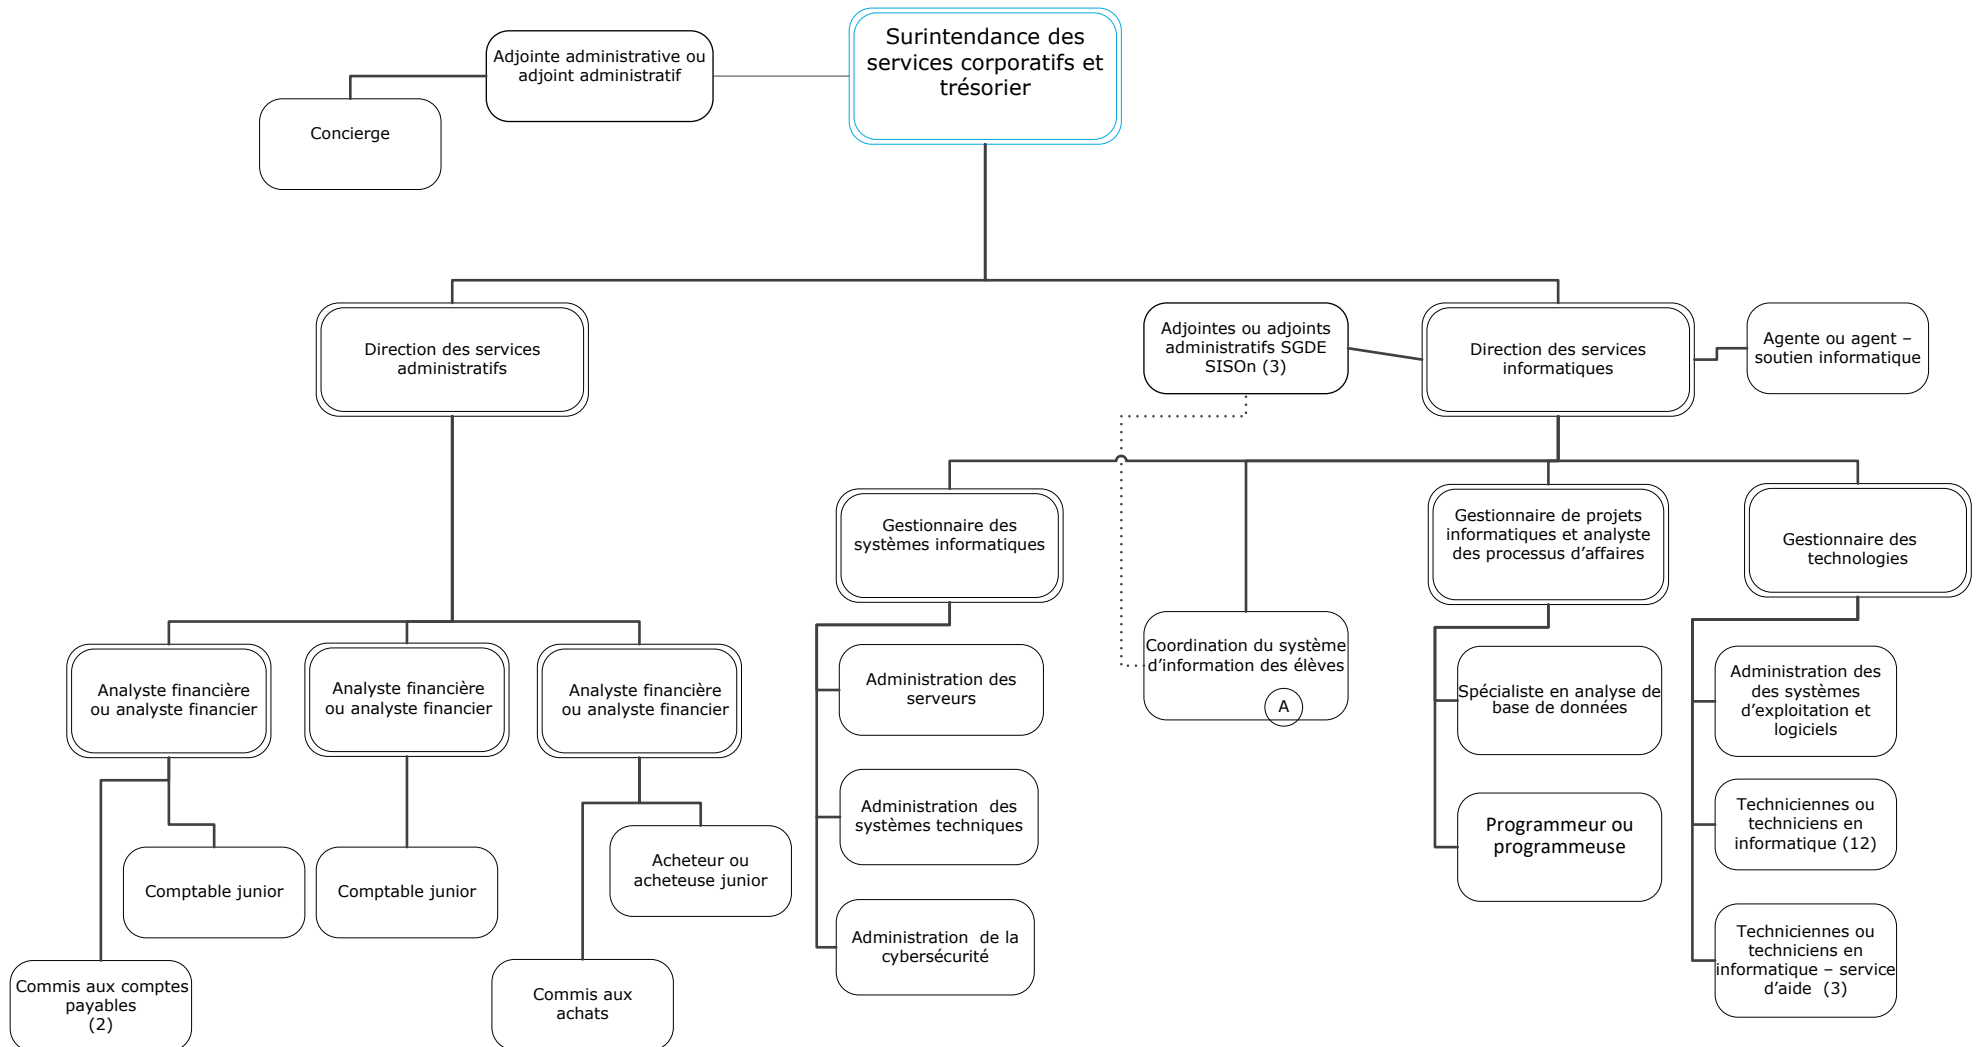 Surintendance des
services corporatifs et
trésorier
Adjointe administrative ou
adjoint administratif
Concierge
Direction des services
administratifs
Adjointes ou adjoints
administratifs SGDE
SISOn (3)
Direction des services
informatiques
Agente ou agent –
soutien informatique
Gestionnaire des
systèmes informatiques
Gestionnaire de projets
informatiques et analyste
des processus d’affaires
Gestionnaire des
technologies
Analyste financière
ou analyste financier
Analyste financière
ou analyste financier
Analyste financière
ou analyste financier
Administration des
serveurs
Coordination du système
d’information des élèves
A
Spécialiste en analyse de
base de données
Administration des
des systèmes
d’exploitation et
logiciels
Administration  des
systèmes techniques
Programmeur ou
programmeuse
Techniciennes ou
techniciens en
informatique (12)
Comptable junior
Comptable junior
Acheteur ou
acheteuse junior
Administration  de la
cybersécurité
Techniciennes ou
techniciens en
informatique – service
d’aide  (3)
Commis aux comptes
payables
(2)
Commis aux
achats